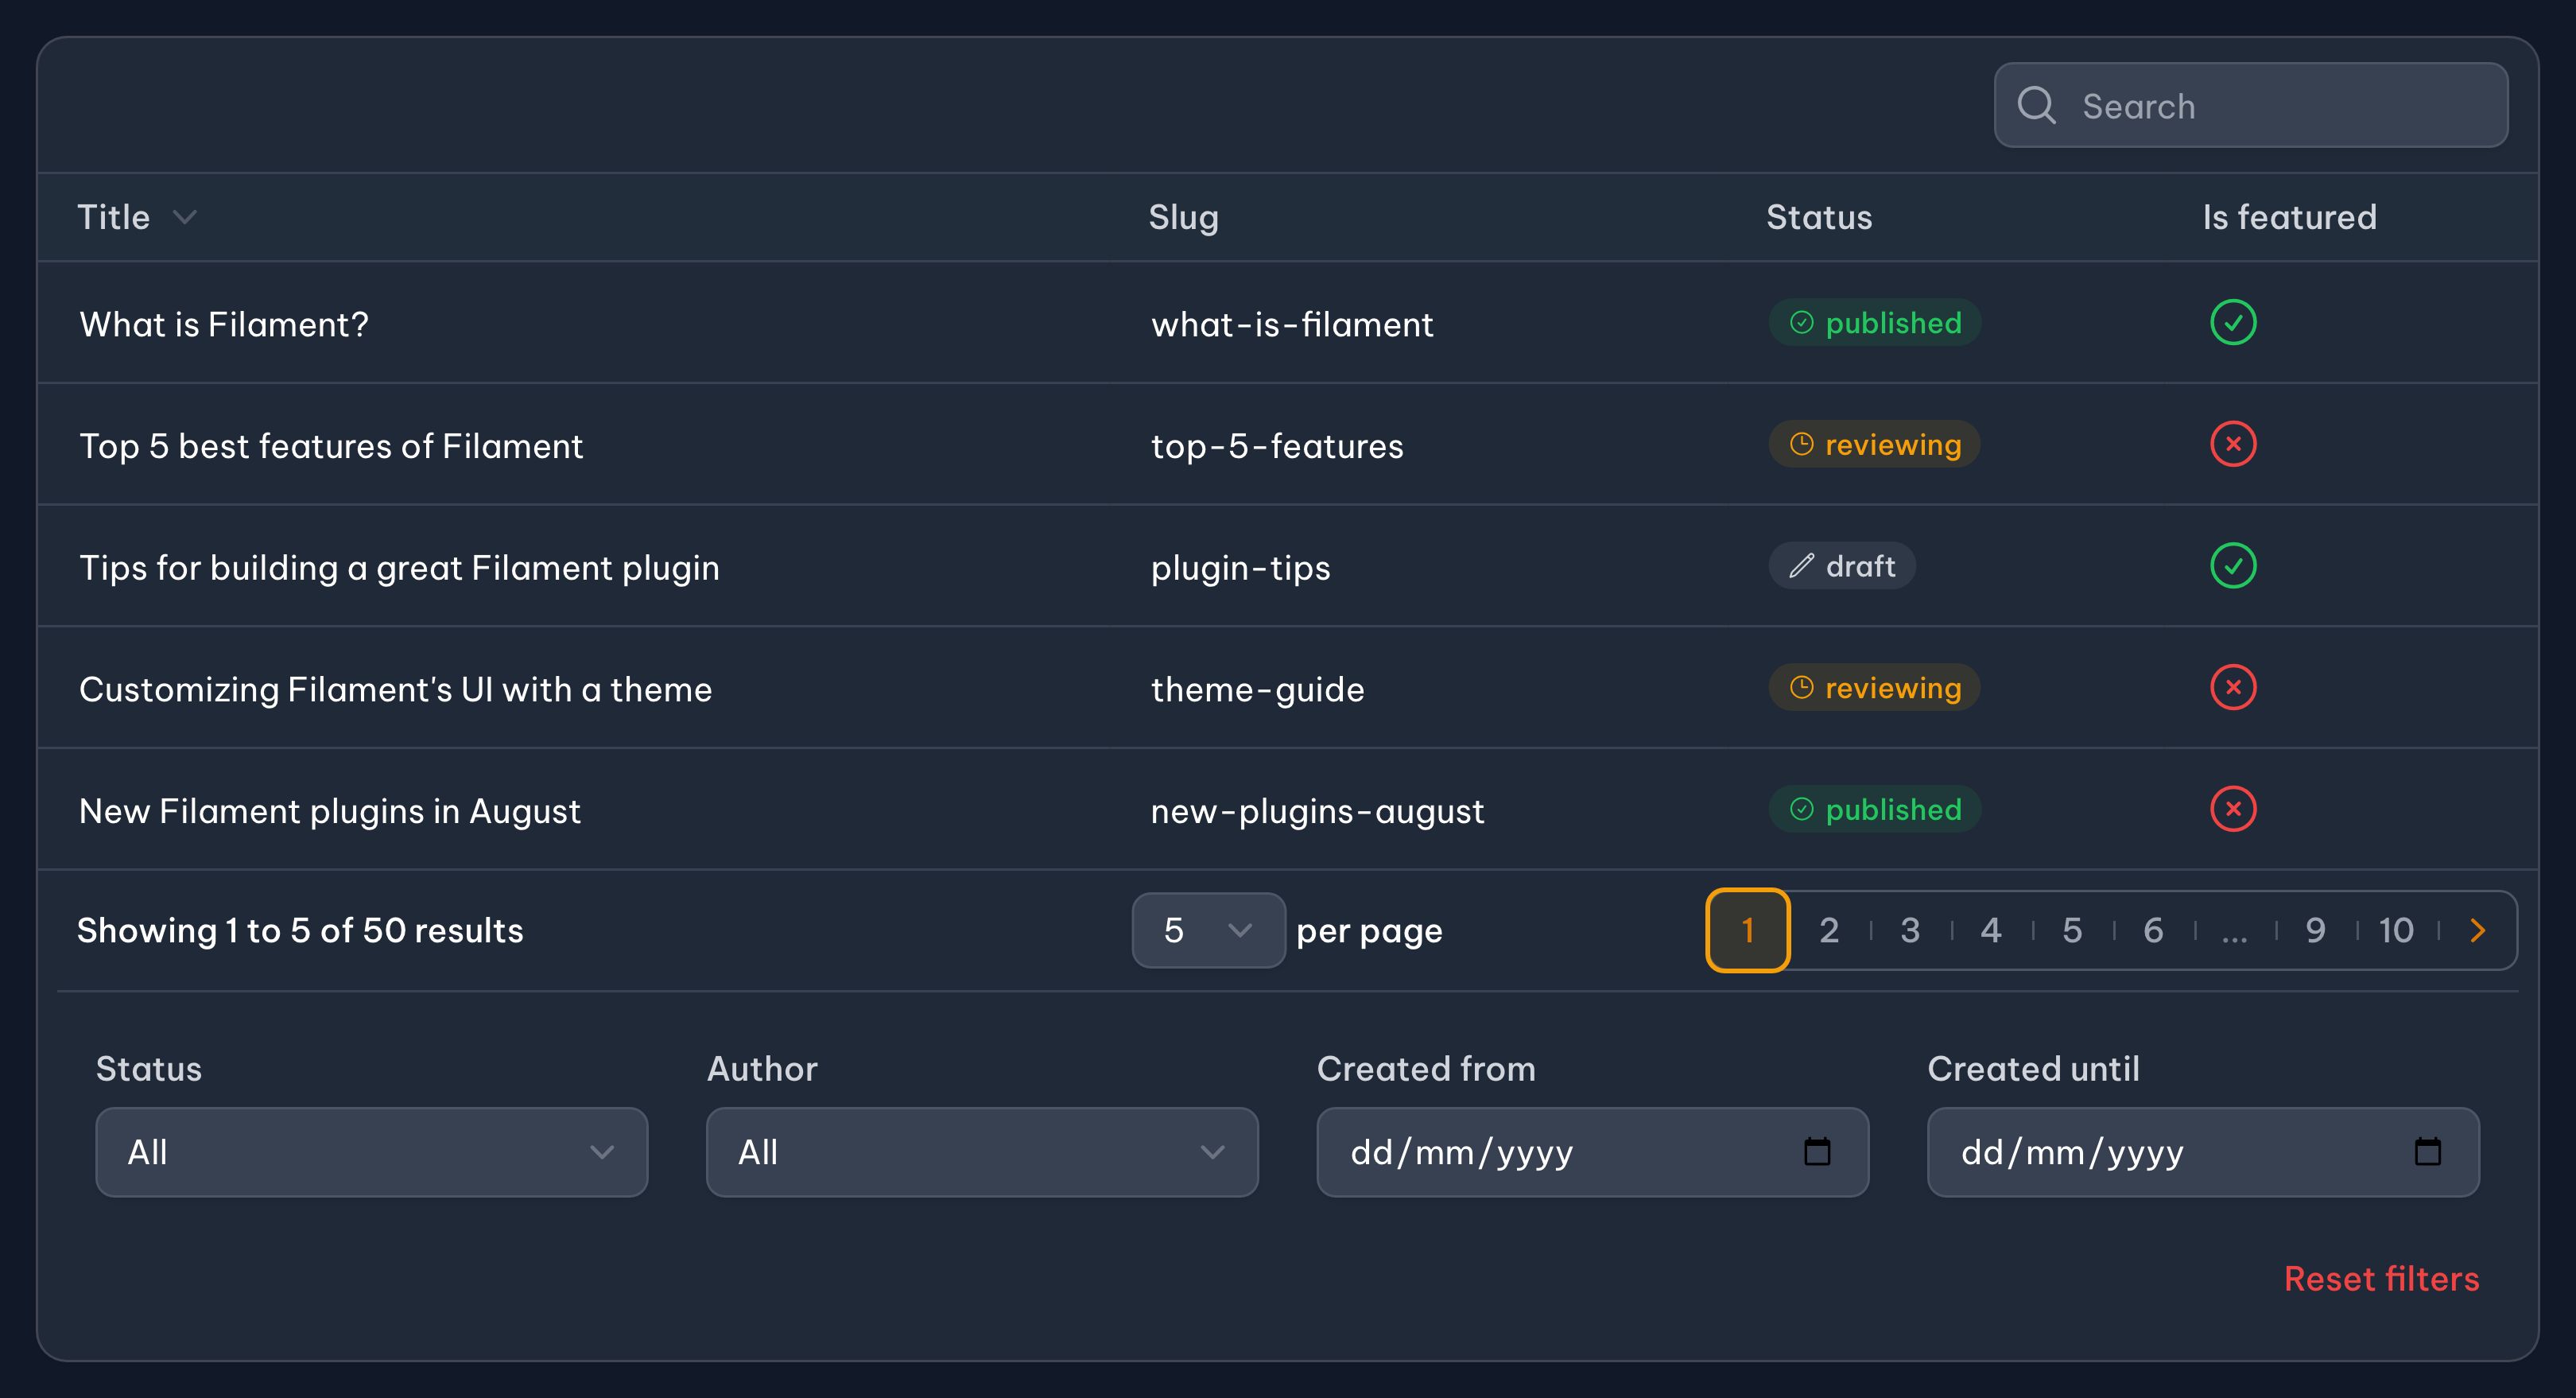 Search
Title Slug Status Is featured
What is Filament? what-is-filament published
Top 5 best features of Filament top-5-features reviewing
Tips for building a great Filament plugin plugin-tips draft
Customizing Filament's UI with a theme theme-guide reviewing
New Filament plugins in August new-plugins-august published
Showing 1 to 5 of 50 results 5 per page 1 2 3 4 5 6 ... 9 10
Status Author Created from Created until
All All dd/mm/yyyy dd/mm/yyyy
Reset filters